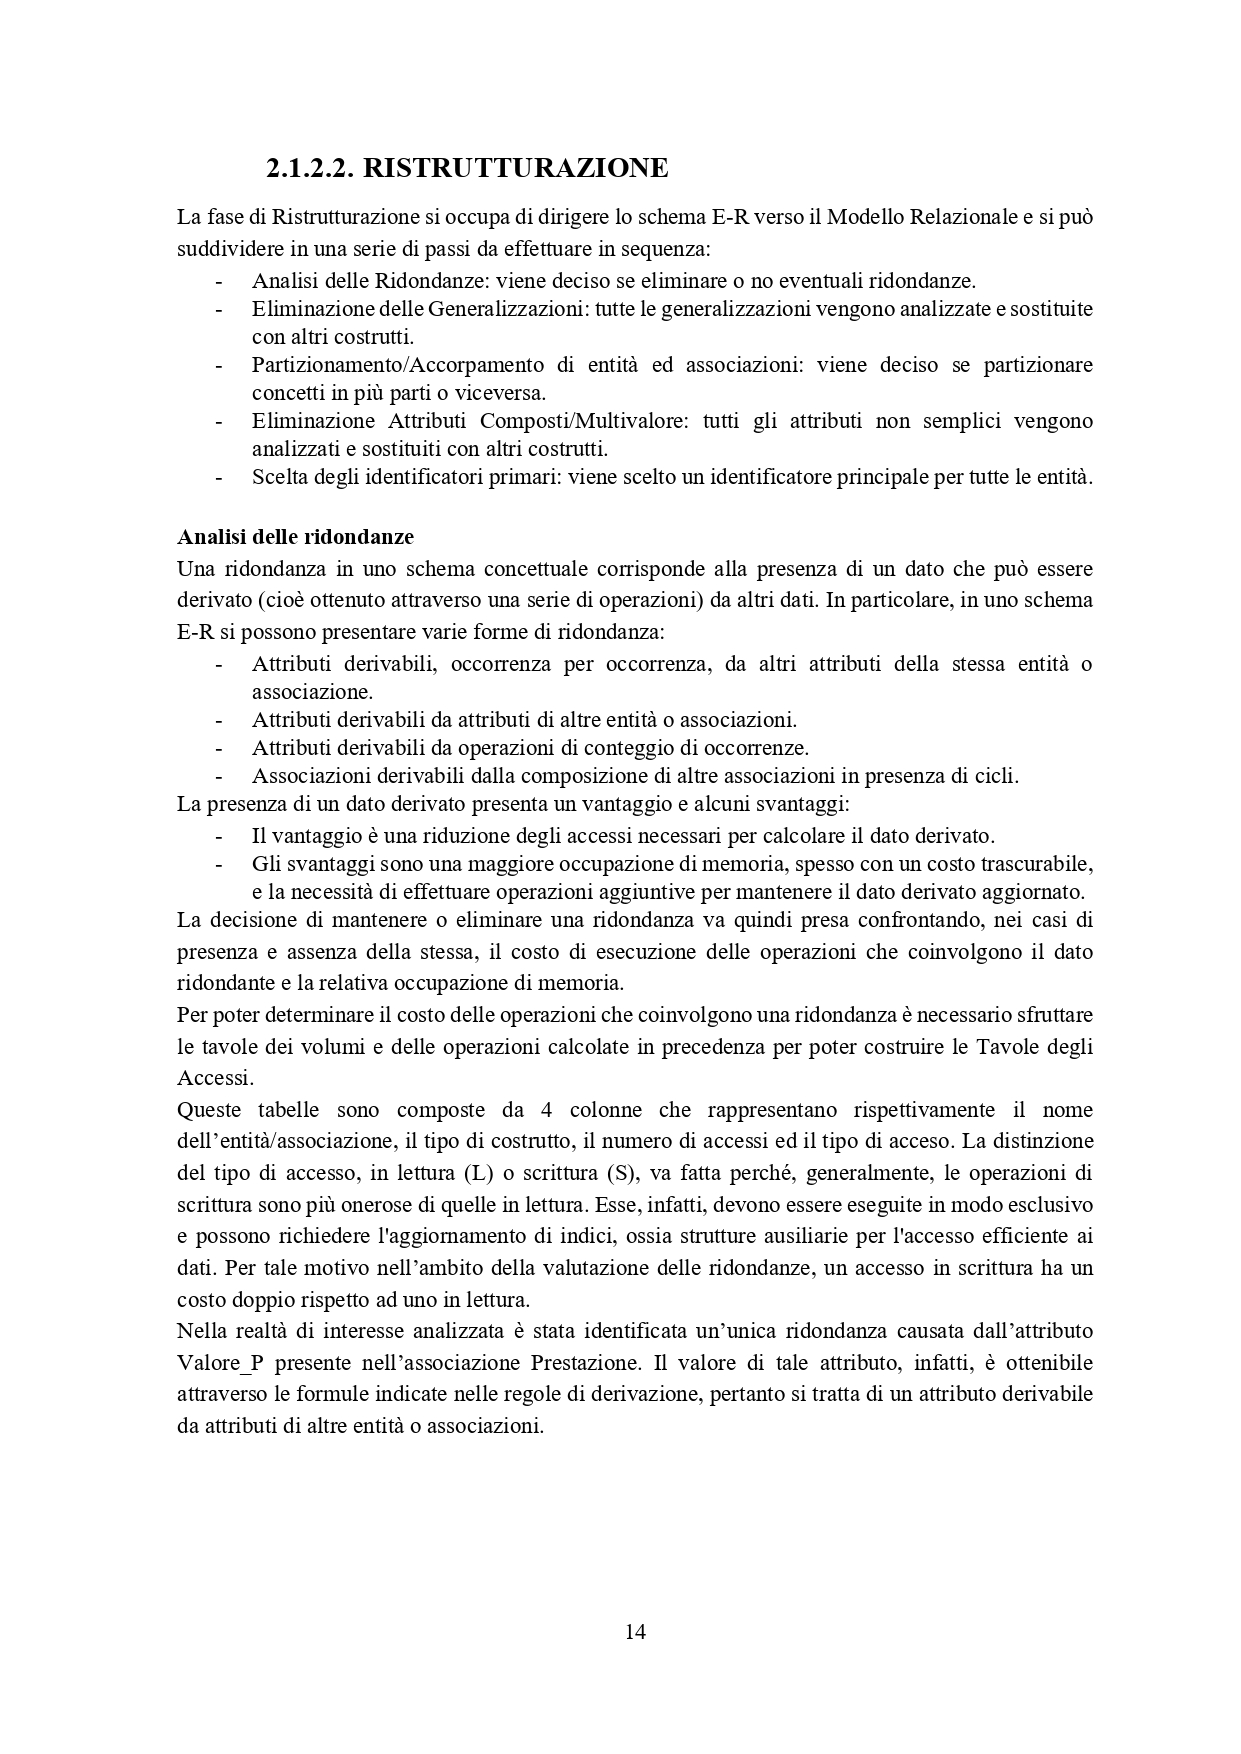 2.1.2.2. RISTRUTTURAZIONE
La fase di Ristrutturazione si occupa di dirigere lo schema E-R verso il Modello Relazionale e si può
suddividere in una serie di passi da effettuare in sequenza:
- Analisi delle Ridondanze: viene deciso se eliminare o no eventuali ridondanze.
- Eliminazione delle Generalizzazioni: tutte le generalizzazioni vengono analizzate e sostituite
con altri costrutti.
- Partizionamento/Accorpamento di entità ed associazioni: viene deciso se partizionare
concetti in più parti o viceversa.
- Eliminazione Attributi Composti/Multivalore: tutti gli attributi non semplici vengono
analizzati e sostituiti con altri costrutti.
- Scelta degli identificatori primari: viene scelto un identificatore principale per tutte le entità.
Analisi delle ridondanze
Una ridondanza in uno schema concettuale corrisponde alla presenza di un dato che può essere
derivato (cioè ottenuto attraverso una serie di operazioni) da altri dati. In particolare, in uno schema
E-R si possono presentare varie forme di ridondanza:
- Attributi derivabili, occorrenza per occorrenza, da altri attributi della stessa entità o
associazione.
- Attributi derivabili da attributi di altre entità o associazioni.
- Attributi derivabili da operazioni di conteggio di occorrenze.
- Associazioni derivabili dalla composizione di altre associazioni in presenza di cicli.
La presenza di un dato derivato presenta un vantaggio e alcuni svantaggi:
- Il vantaggio è una riduzione degli accessi necessari per calcolare il dato derivato.
- Gli svantaggi sono una maggiore occupazione di memoria, spesso con un costo trascurabile,
e la necessità di effettuare operazioni aggiuntive per mantenere il dato derivato aggiornato.
La decisione di mantenere o eliminare una ridondanza va quindi presa confrontando, nei casi di
presenza e assenza della stessa, il costo di esecuzione delle operazioni che coinvolgono il dato
ridondante e la relativa occupazione di memoria.
Per poter determinare il costo delle operazioni che coinvolgono una ridondanza è necessario sfruttare
le tavole dei volumi e delle operazioni calcolate in precedenza per poter costruire le Tavole degli
Accessi.
Queste tabelle sono composte da 4 colonne che rappresentano rispettivamente il nome
dell’entità/associazione, il tipo di costrutto, il numero di accessi ed il tipo di acceso. La distinzione
del tipo di accesso, in lettura (L) o scrittura (S), va fatta perché, generalmente, le operazioni di
scrittura sono più onerose di quelle in lettura. Esse, infatti, devono essere eseguite in modo esclusivo
e possono richiedere l'aggiornamento di indici, ossia strutture ausiliarie per l'accesso efficiente ai
dati. Per tale motivo nell’ambito della valutazione delle ridondanze, un accesso in scrittura ha un
costo doppio rispetto ad uno in lettura.
Nella realtà di interesse analizzata è stata identificata un’unica ridondanza causata dall’attributo
Valore_P presente nell’associazione Prestazione. Il valore di tale attributo, infatti, è ottenibile
attraverso le formule indicate nelle regole di derivazione, pertanto si tratta di un attributo derivabile
da attributi di altre entità o associazioni.
14